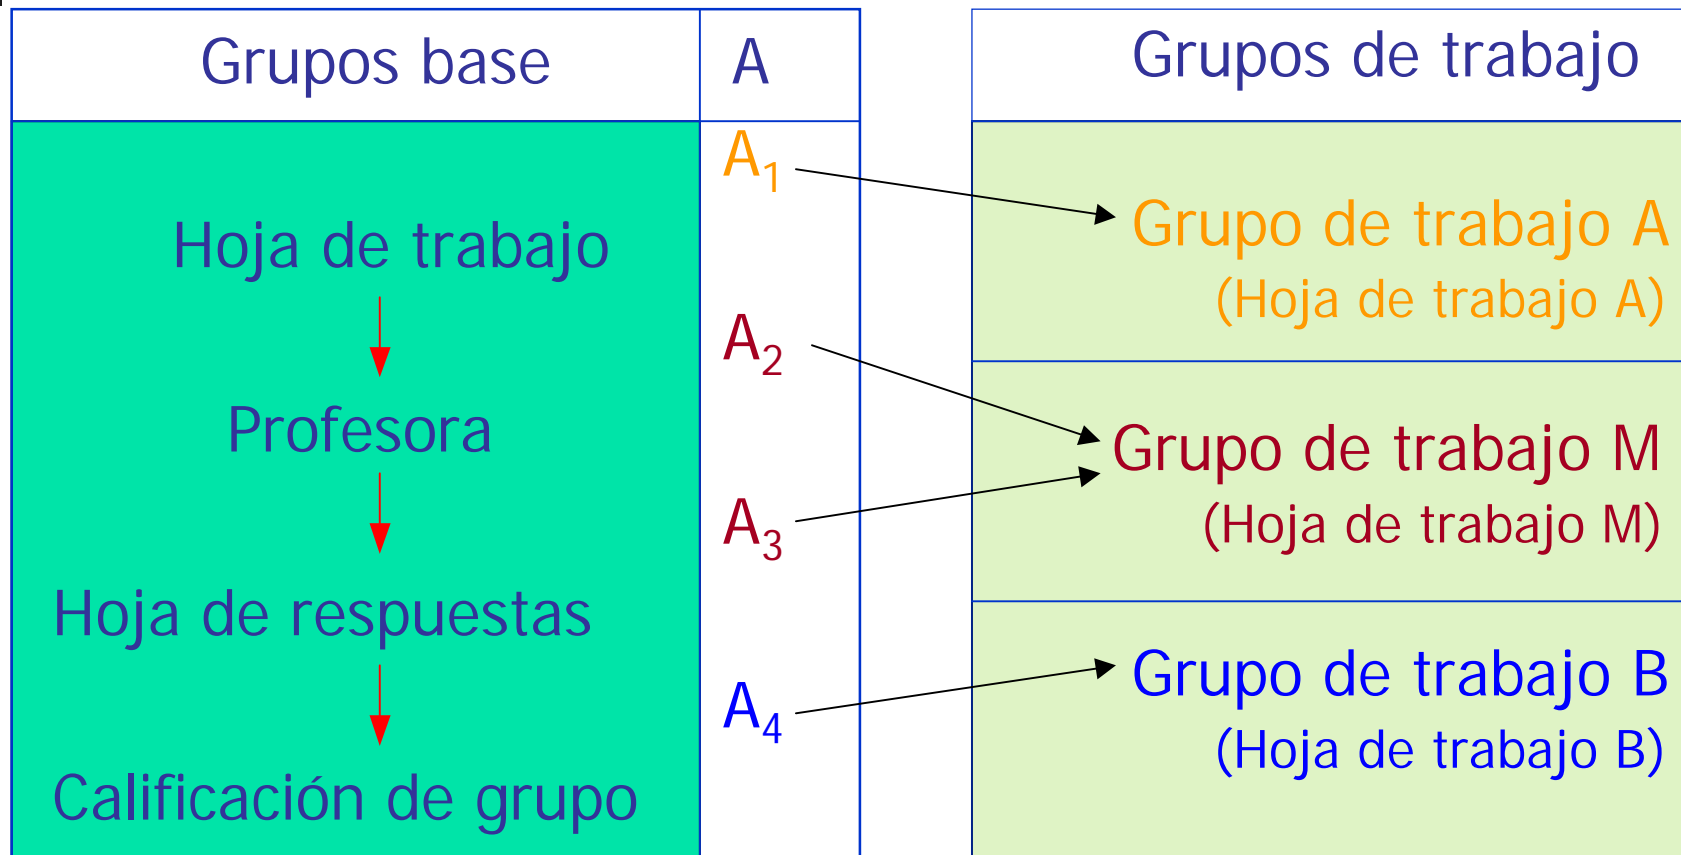 Grupos base
A
Grupos de trabajo
Hoja de trabajo
Profesora
Hoja de respuestas
Calificación de grupo
A1
A2
A3
A4
Grupo de trabajo A
(Hoja de trabajo A)
Grupo de trabajo M
(Hoja de trabajo M)
Grupo de trabajo B
(Hoja de trabajo B)